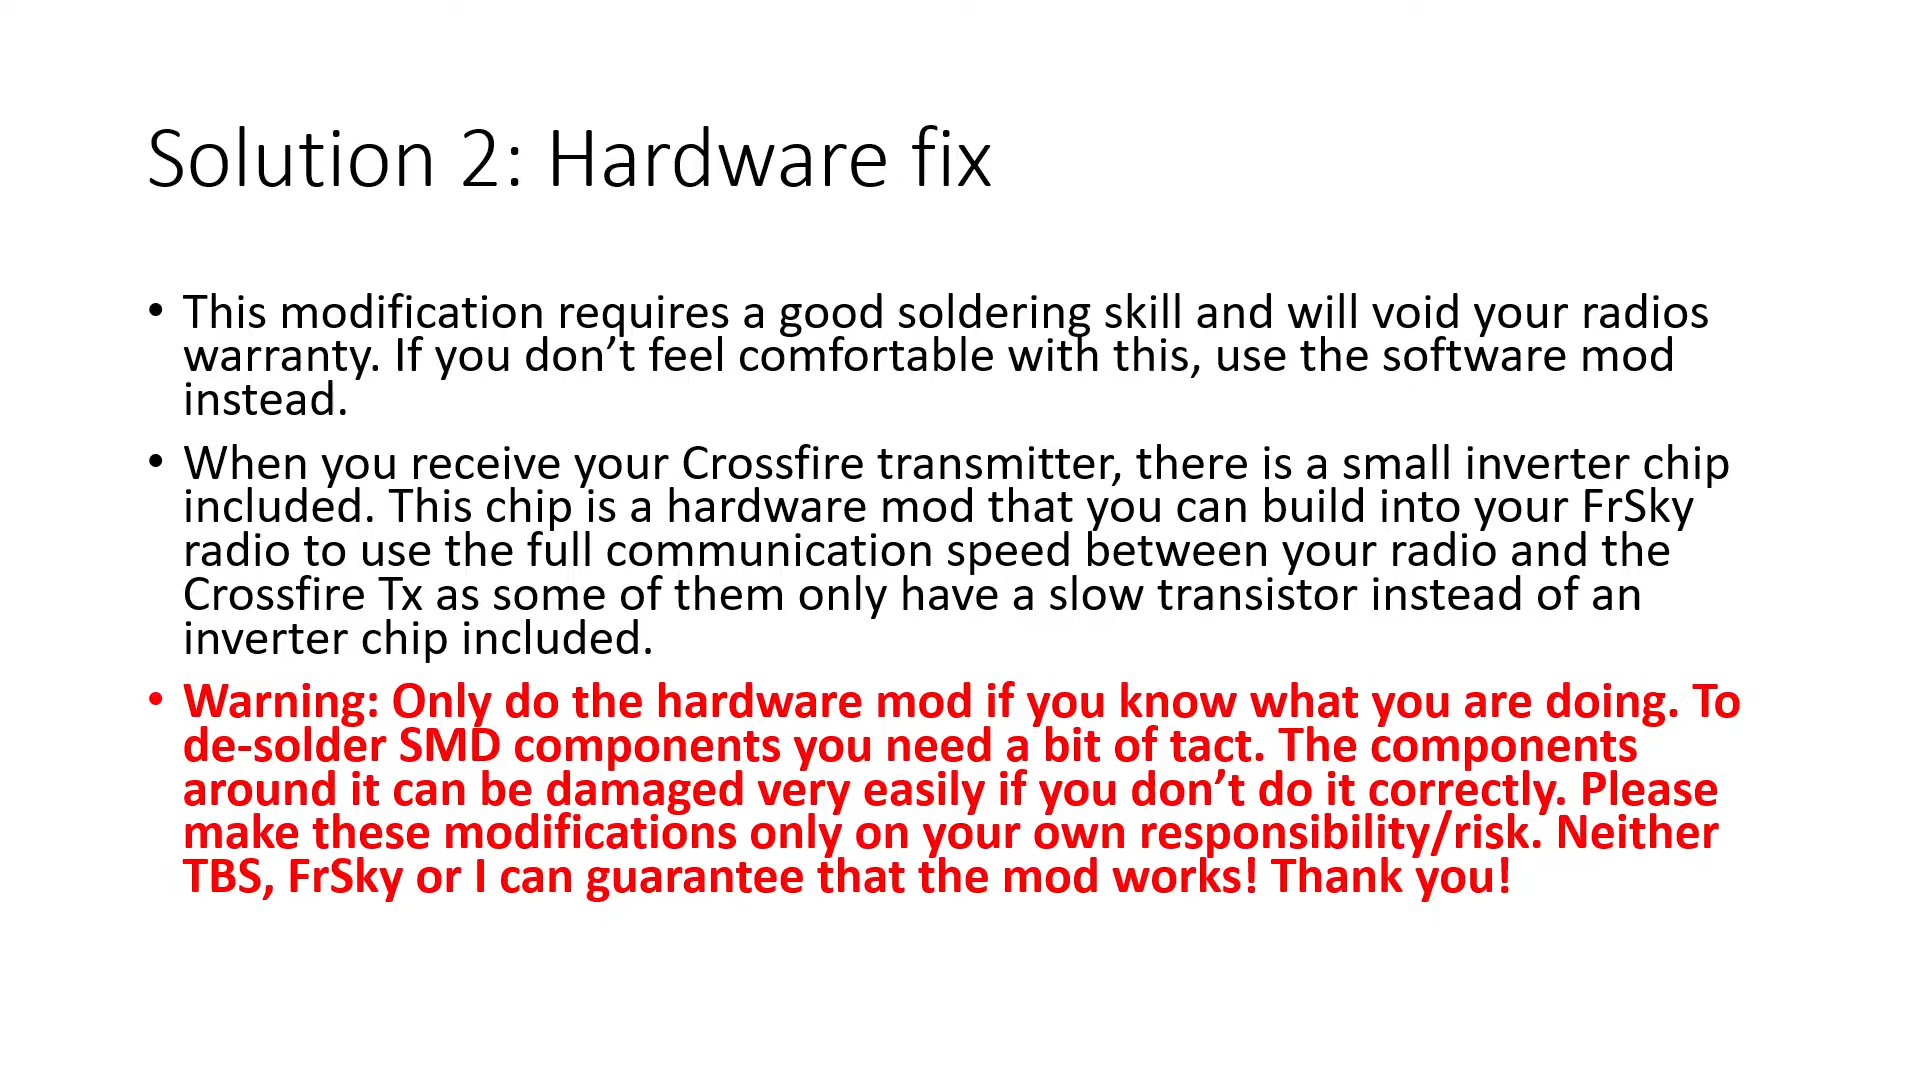 Solution 2: Hardware fix
• This modification requires a good soldering skill and will void your radios
warranty. If you don’t feel comfortable with this, use the software mod
instead.
• When you receive your Crossfire transmitter, there is a small inverter chip
included. This chip is a hardware mod that you can build into your FrSky
radio to use the full communication speed between your radio and the
Crossfire Tx as some of them only have a slow transistor instead of an
inverter chip included.
• Warning: Only do the hardware mod if you know what you are doing. To
de-solder SMD components you need a bit of tact. The components
around it can be damaged very easily if you don’t do it correctly. Please
make these modifications only on your own responsibility/risk. Neither
TBS, FrSky or I can guarantee that the mod works! Thank you!